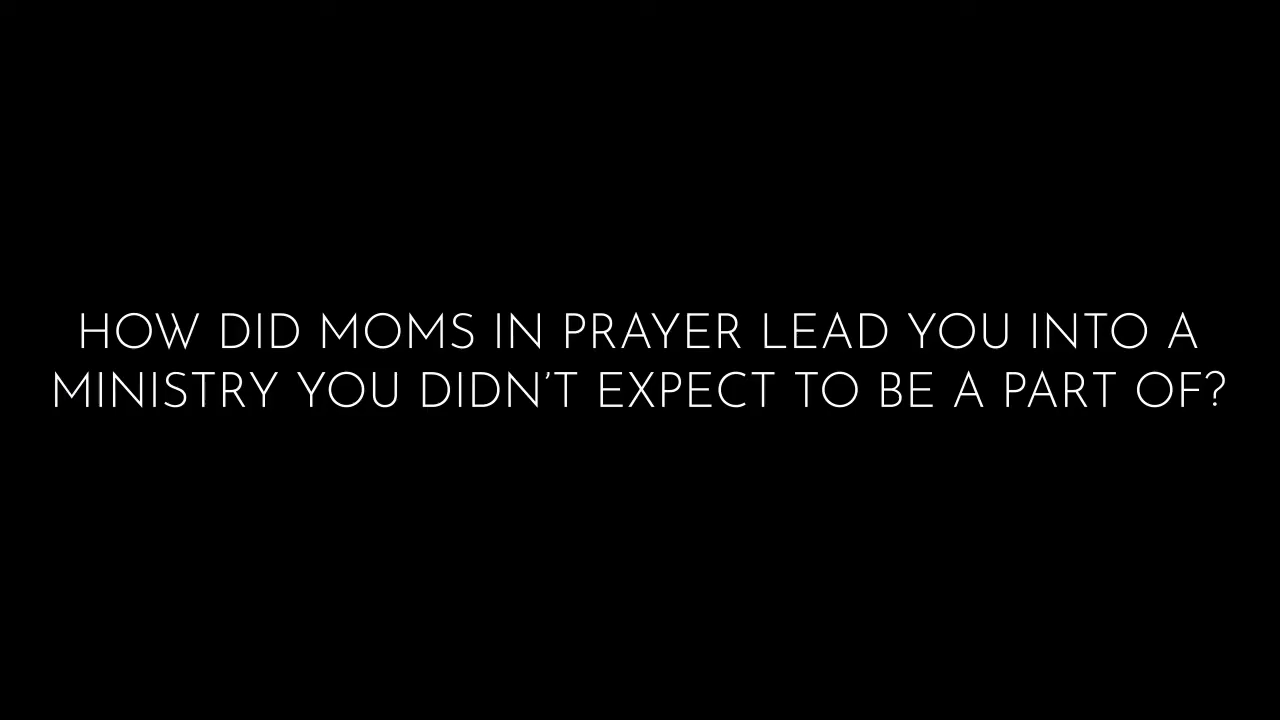 HOW DID MOMS IN PRAYER LEAD YOU INTO A
MINISTRY YOU DIDN’T EXPECT TO BE A PART OF?